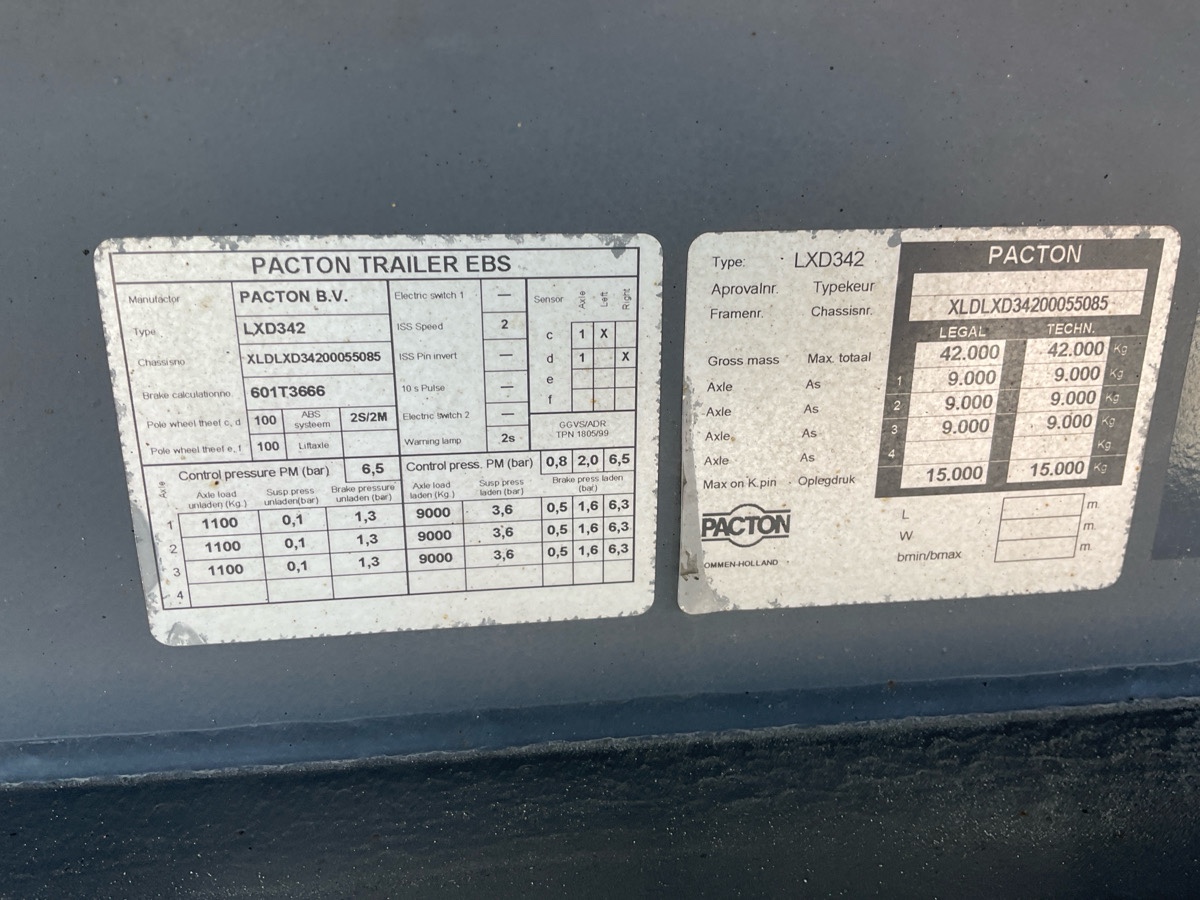 PACTON TRAILER EBS
Manufactor PACTON B.V. Electric switch 1 — Sensor Axle Left Right
Type LXD342 ISS Speed 2 c 1 X
Chassisno XLDLXD34200055085 ISS Pin invert — d 1 X
Brake calculationno. 601T3666 10 s Pulse — e
f
Pole wheel theet c, d 100 ABS systeem 2S/2M Electric Switch 2 — GGVS/ADR
Pole wheel theet e, f 100 Liftaxle Warning lamp 2s TPN 1805/99
Axle Control pressure PM (bar) 6,5 Control press. PM (bar) 0,8 2,0 6,5
Axle load unladen (Kg.) Susp press unladen(bar) Brake pressure unladen (bar) Axle load laden (Kg.) Susp press laden (bar) Brake press laden (bar)
1 1100 0,1 1,3 9000 3,6 0,5 1,6 6,3
2 1100 0,1 1,3 9000 3,6 0,5 1,6 6,3
3 1100 0,1 1,3 9000 3,6 0,5 1,6 6,3
4
Type: LXD342 PACTON
Aprovalnr. Typekeur
Framenr. Chassisnr. XLDLXD34200055085
LEGAL TECHN.
Gross mass Max. totaal 42.000 42.000 Kg
Axle As 1 9.000 9.000 Kg
Axle As 2 9.000 9.000 Kg
Axle As 3 9.000 9.000 Kg
Axle As 4 Kg
Max on K.pin Oplegdruk 15.000 15.000 Kg
PACTON
OMMEN-HOLLAND
L m.
W m.
bmin/bmax m.